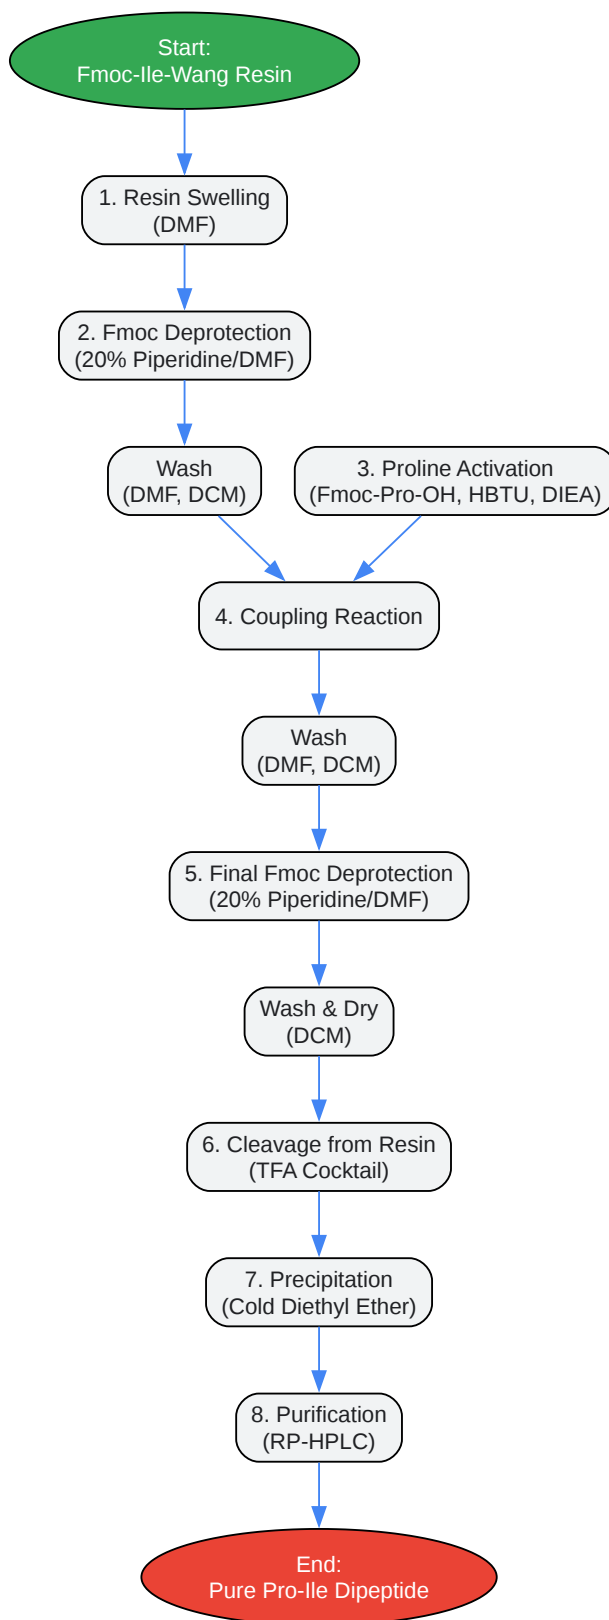 Start:
Fmoc-Ile-Wang Resin
1. Resin Swelling
(DMF)
2. Fmoc Deprotection
(20% Piperidine/DMF)
Wash
(DMF, DCM)
3. Proline Activation
(Fmoc-Pro-OH, HBTU, DIEA)
4. Coupling Reaction
Wash
(DMF, DCM)
5. Final Fmoc Deprotection
(20% Piperidine/DMF)
Wash & Dry
(DCM)
6. Cleavage from Resin
(TFA Cocktail)
7. Precipitation
(Cold Diethyl Ether)
8. Purification
(RP-HPLC)
End:
Pure Pro-Ile Dipeptide